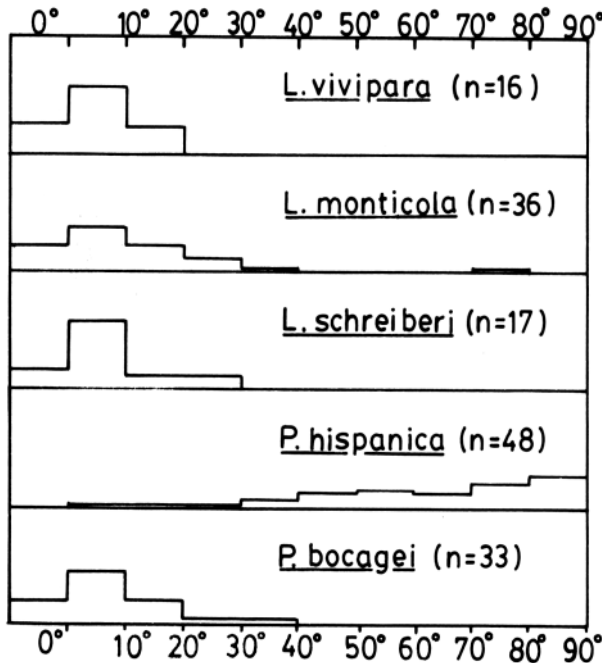 0° 10° 20° 30° 40° 50° 60° 70° 80° 90°
L. vivipara (n=16)
L. monticola (n=36)
L. schreiberi (n=17)
P. hispanica (n=48)
P. bocagei (n=33)
0° 10° 20° 30° 40° 50° 60° 70° 80° 90°